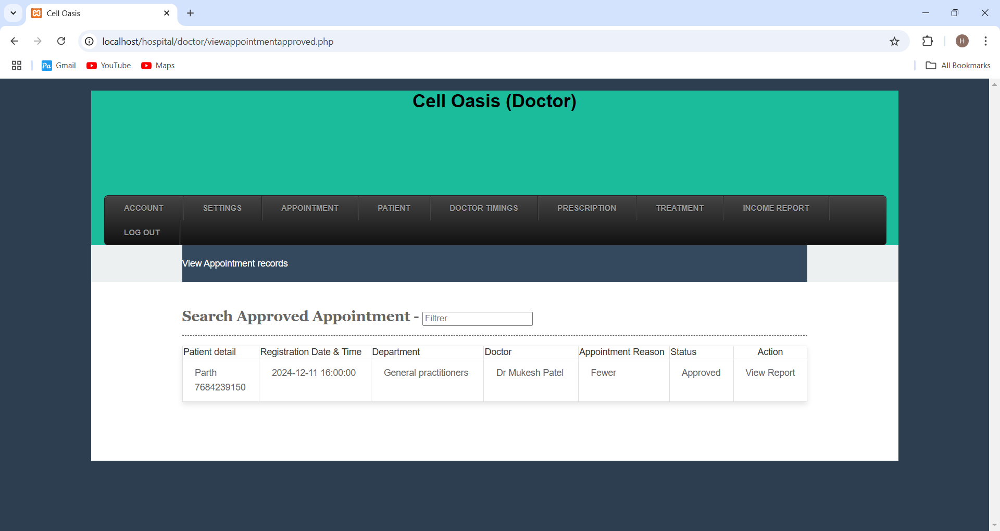 Cell Oasis
localhost/hospital/doctor/viewappointmentapproved.php
H
Pa Gmail YouTube Maps All Bookmarks
Cell Oasis (Doctor)
ACCOUNT SETTINGS APPOINTMENT PATIENT DOCTOR TIMINGS PRESCRIPTION TREATMENT INCOME REPORT
LOG OUT
View Appointment records
Search Approved Appointment - Filtrer
Patient detail Registration Date & Time Department Doctor Appointment Reason Status Action
Parth 2024-12-11 16:00:00 General practitioners Dr Mukesh Patel Fewer Approved View Report
7684239150